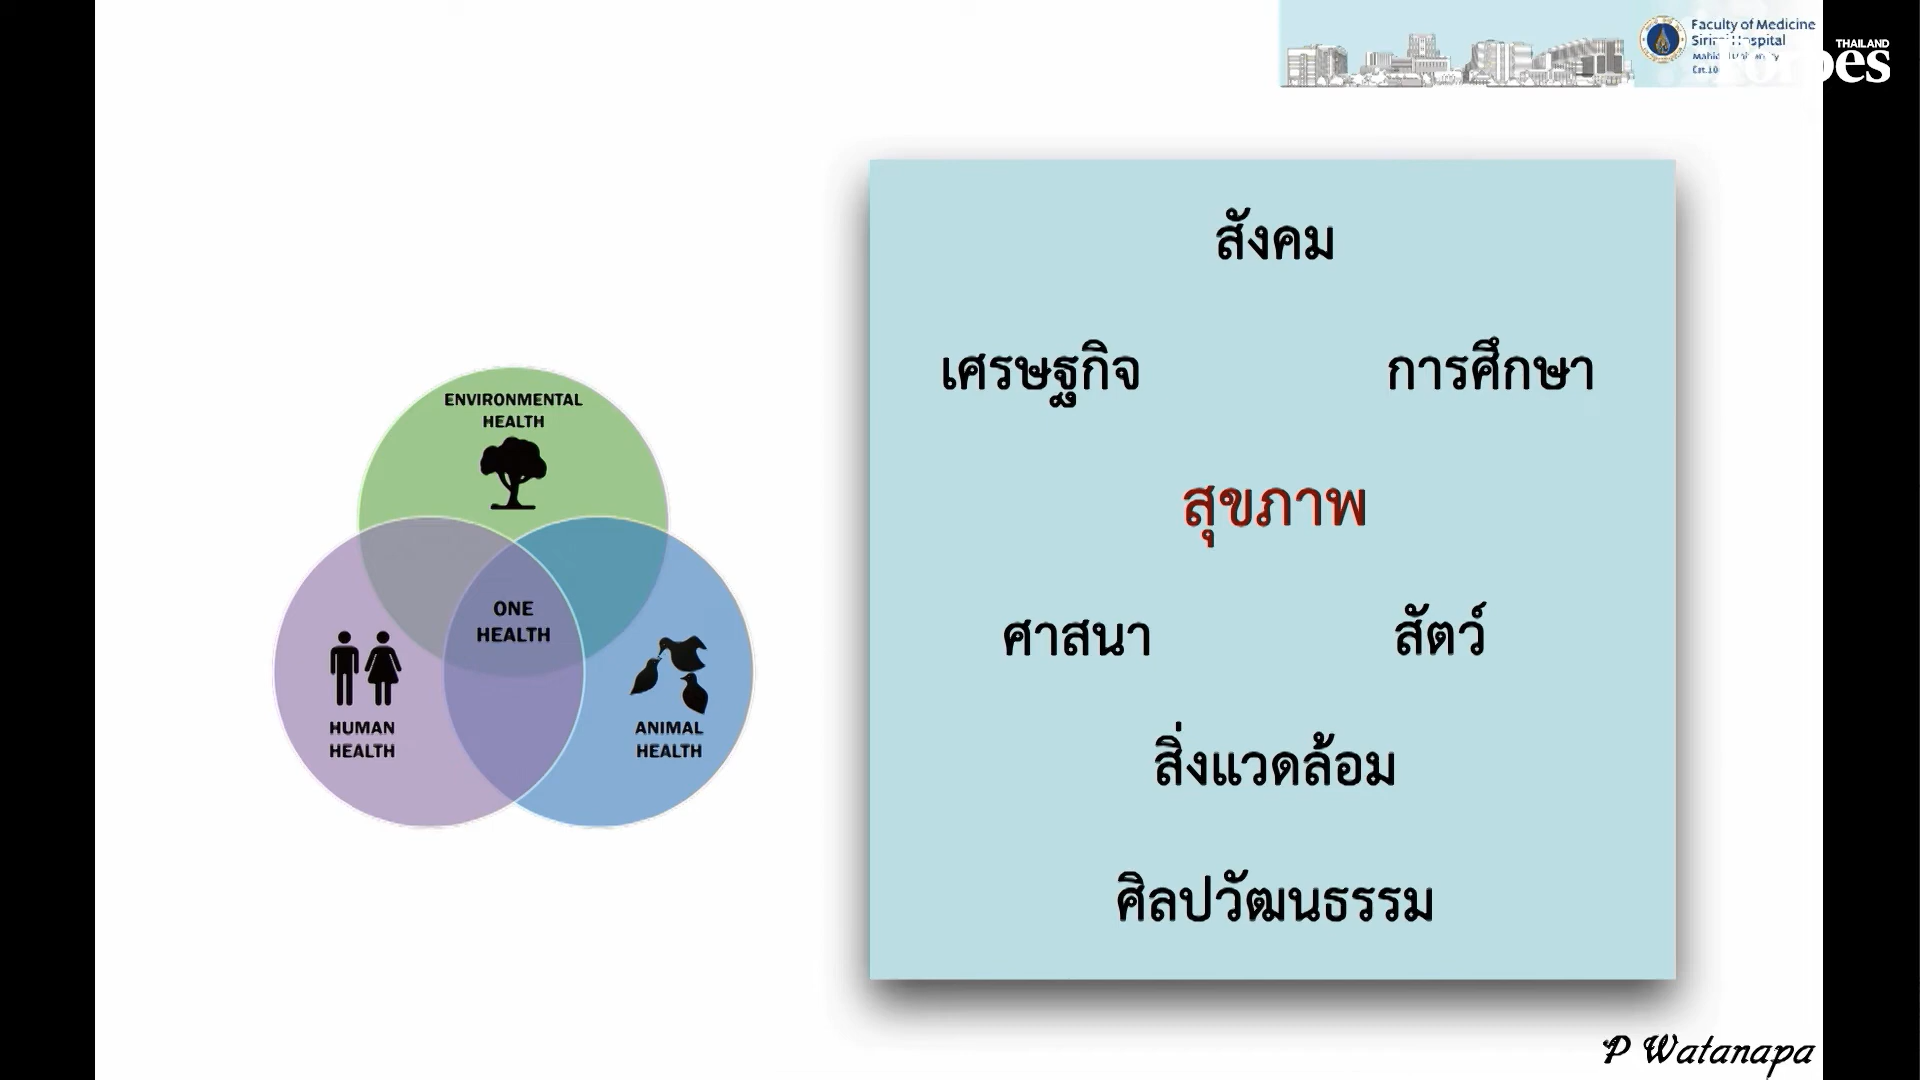 Faculty of Medicine
THAILAND
สังคม
เศรษฐกิจ
การศึกษา
สุขภาพ
ศาสนา
สัตว์
สิ่งแวดล้อม
ศิลปวัฒนธรรม
ENVIRONMENTAL
HEALTH
ONE
HEALTH
HUMAN
HEALTH
ANIMAL
HEALTH
P Watanapa